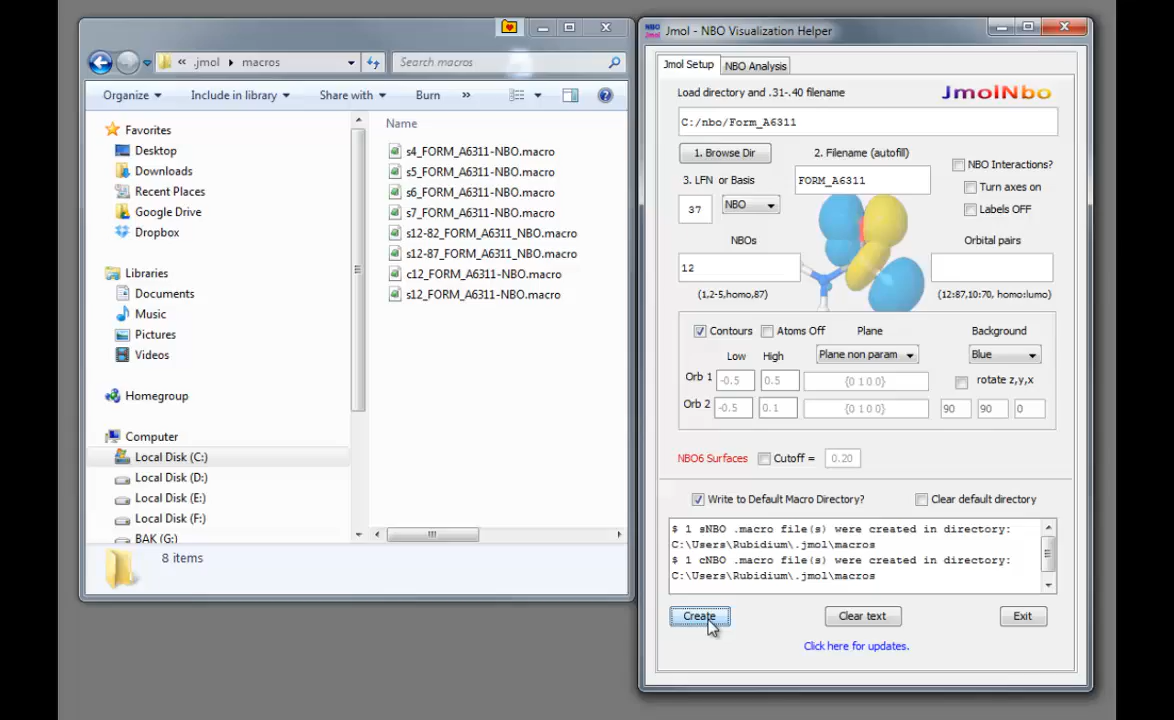 « .jmol ▸ macros
Search macros
Organize Include in library Share with Burn »
Favorites
Desktop
Downloads
Recent Places
Google Drive
Dropbox
Libraries
Documents
Music
Pictures
Videos
Homegroup
Computer
Local Disk (C:)
Local Disk (D:)
Local Disk (E:)
Local Disk (F:)
BAK (G:)
Name
s4_FORM_A6311-NBO.macro
s5_FORM_A6311-NBO.macro
s6_FORM_A6311-NBO.macro
s7_FORM_A6311-NBO.macro
s12-82_FORM_A6311_NBO.macro
s12-87_FORM_A6311_NBO.macro
c12_FORM_A6311-NBO.macro
s12_FORM_A6311-NBO.macro
8 items
NBO
Jmol
Jmol - NBO Visualization Helper
Jmol Setup NBO Analysis
Load directory and .31-.40 filename
JmolNbo
C:/nbo/Form_A6311
1. Browse Dir
2. Filename (autofill)
NBO Interactions?
3. LFN or Basis
FORM_A6311
Turn axes on
37
NBO
Labels OFF
NBOs
Orbital pairs
12
(1,2-5,homo,87)
(12:87,10:70, homo:lumo)
Contours Atoms Off Plane Background
Low High
Plane non param
Blue
Orb 1 -0.5 0.5 {0 1 0} rotate z,y,x
Orb 2 -0.5 0.1 {0 1 0} 90 90 0
NBO6 Surfaces Cutoff = 0.20
Write to Default Macro Directory? Clear default directory
$ 1 sNBO .macro file(s) were created in directory:
C:\Users\Rubidium\.jmol\macros
$ 1 cNBO .macro file(s) were created in directory:
C:\Users\Rubidium\.jmol\macros
Create Clear text Exit
Click here for updates.